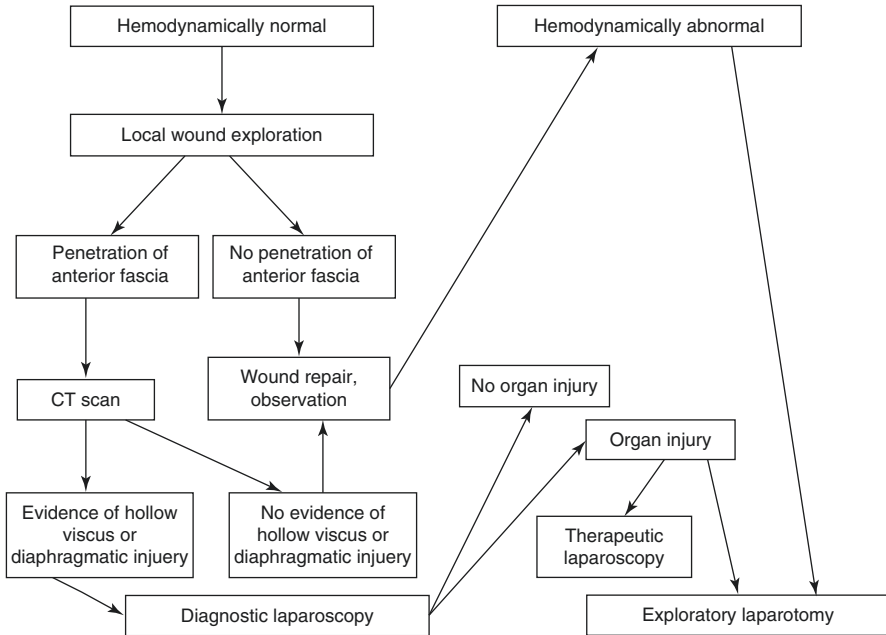 Hemodynamically normal
Hemodynamically abnormal
Local wound exploration
Penetration of
anterior fascia
No penetration of
anterior fascia
Wound repair,
observation
No organ injury
CT scan
Organ injury
Evidence of hollow
viscus or
diaphragmatic injuery
No evidence of
hollow viscus or
diaphragmatic injuery
Therapeutic
laparoscopy
Diagnostic laparoscopy
Exploratory laparotomy